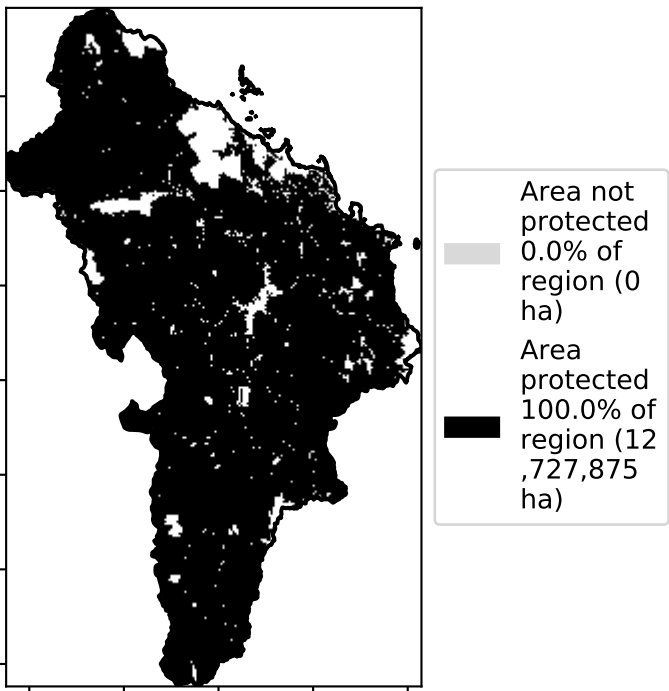 Area not
protected
0.0% of
region (0
ha)
Area
protected
100.0% of
region (12
,727,875
ha)